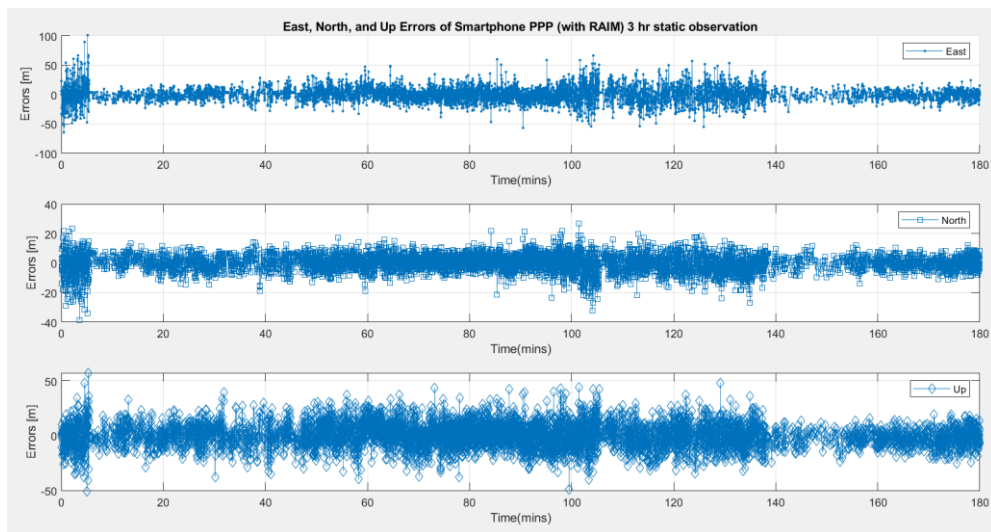 East, North, and Up Errors of Smartphone PPP (with RAIM) 3 hr static observation
100
50
0
-50
-100
Errors [m]
East
0 20 40 60 80 100 120 140 160 180
Time(mins)
40
20
0
-20
-40
Errors [m]
North
0 20 40 60 80 100 120 140 160 180
Time(mins)
50
0
-50
Errors [m]
Up
0 20 40 60 80 100 120 140 160 180
Time(mins)